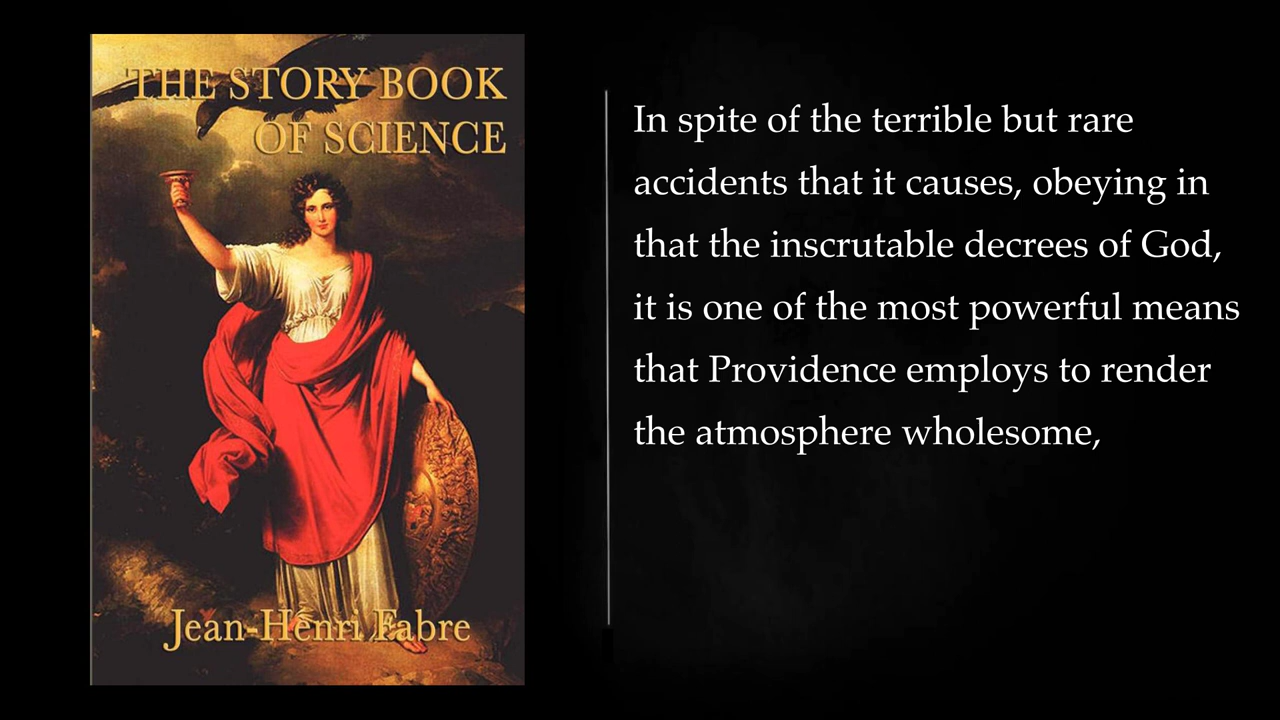 THE STORY BOOK
OF SCIENCE
Jean-Henri Fabre
In spite of the terrible but rare
accidents that it causes, obeying in
that the inscrutable decrees of God,
it is one of the most powerful means
that Providence employs to render
the atmosphere wholesome,